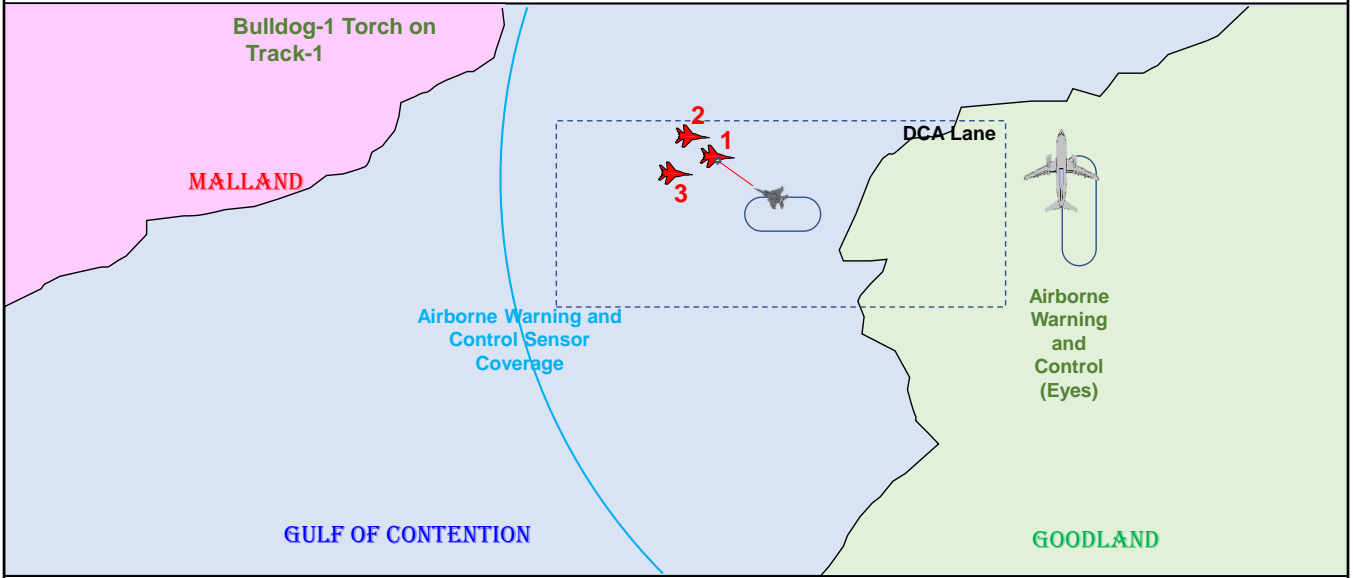 Bulldog-1 Torch on
Track-1
2
1
DCA Lane
MALLAND
3
Airborne
Warning
and
Control
(Eyes)
Airborne Warning and
Control Sensor
Coverage
GULF OF CONTENTION
GOODLAND